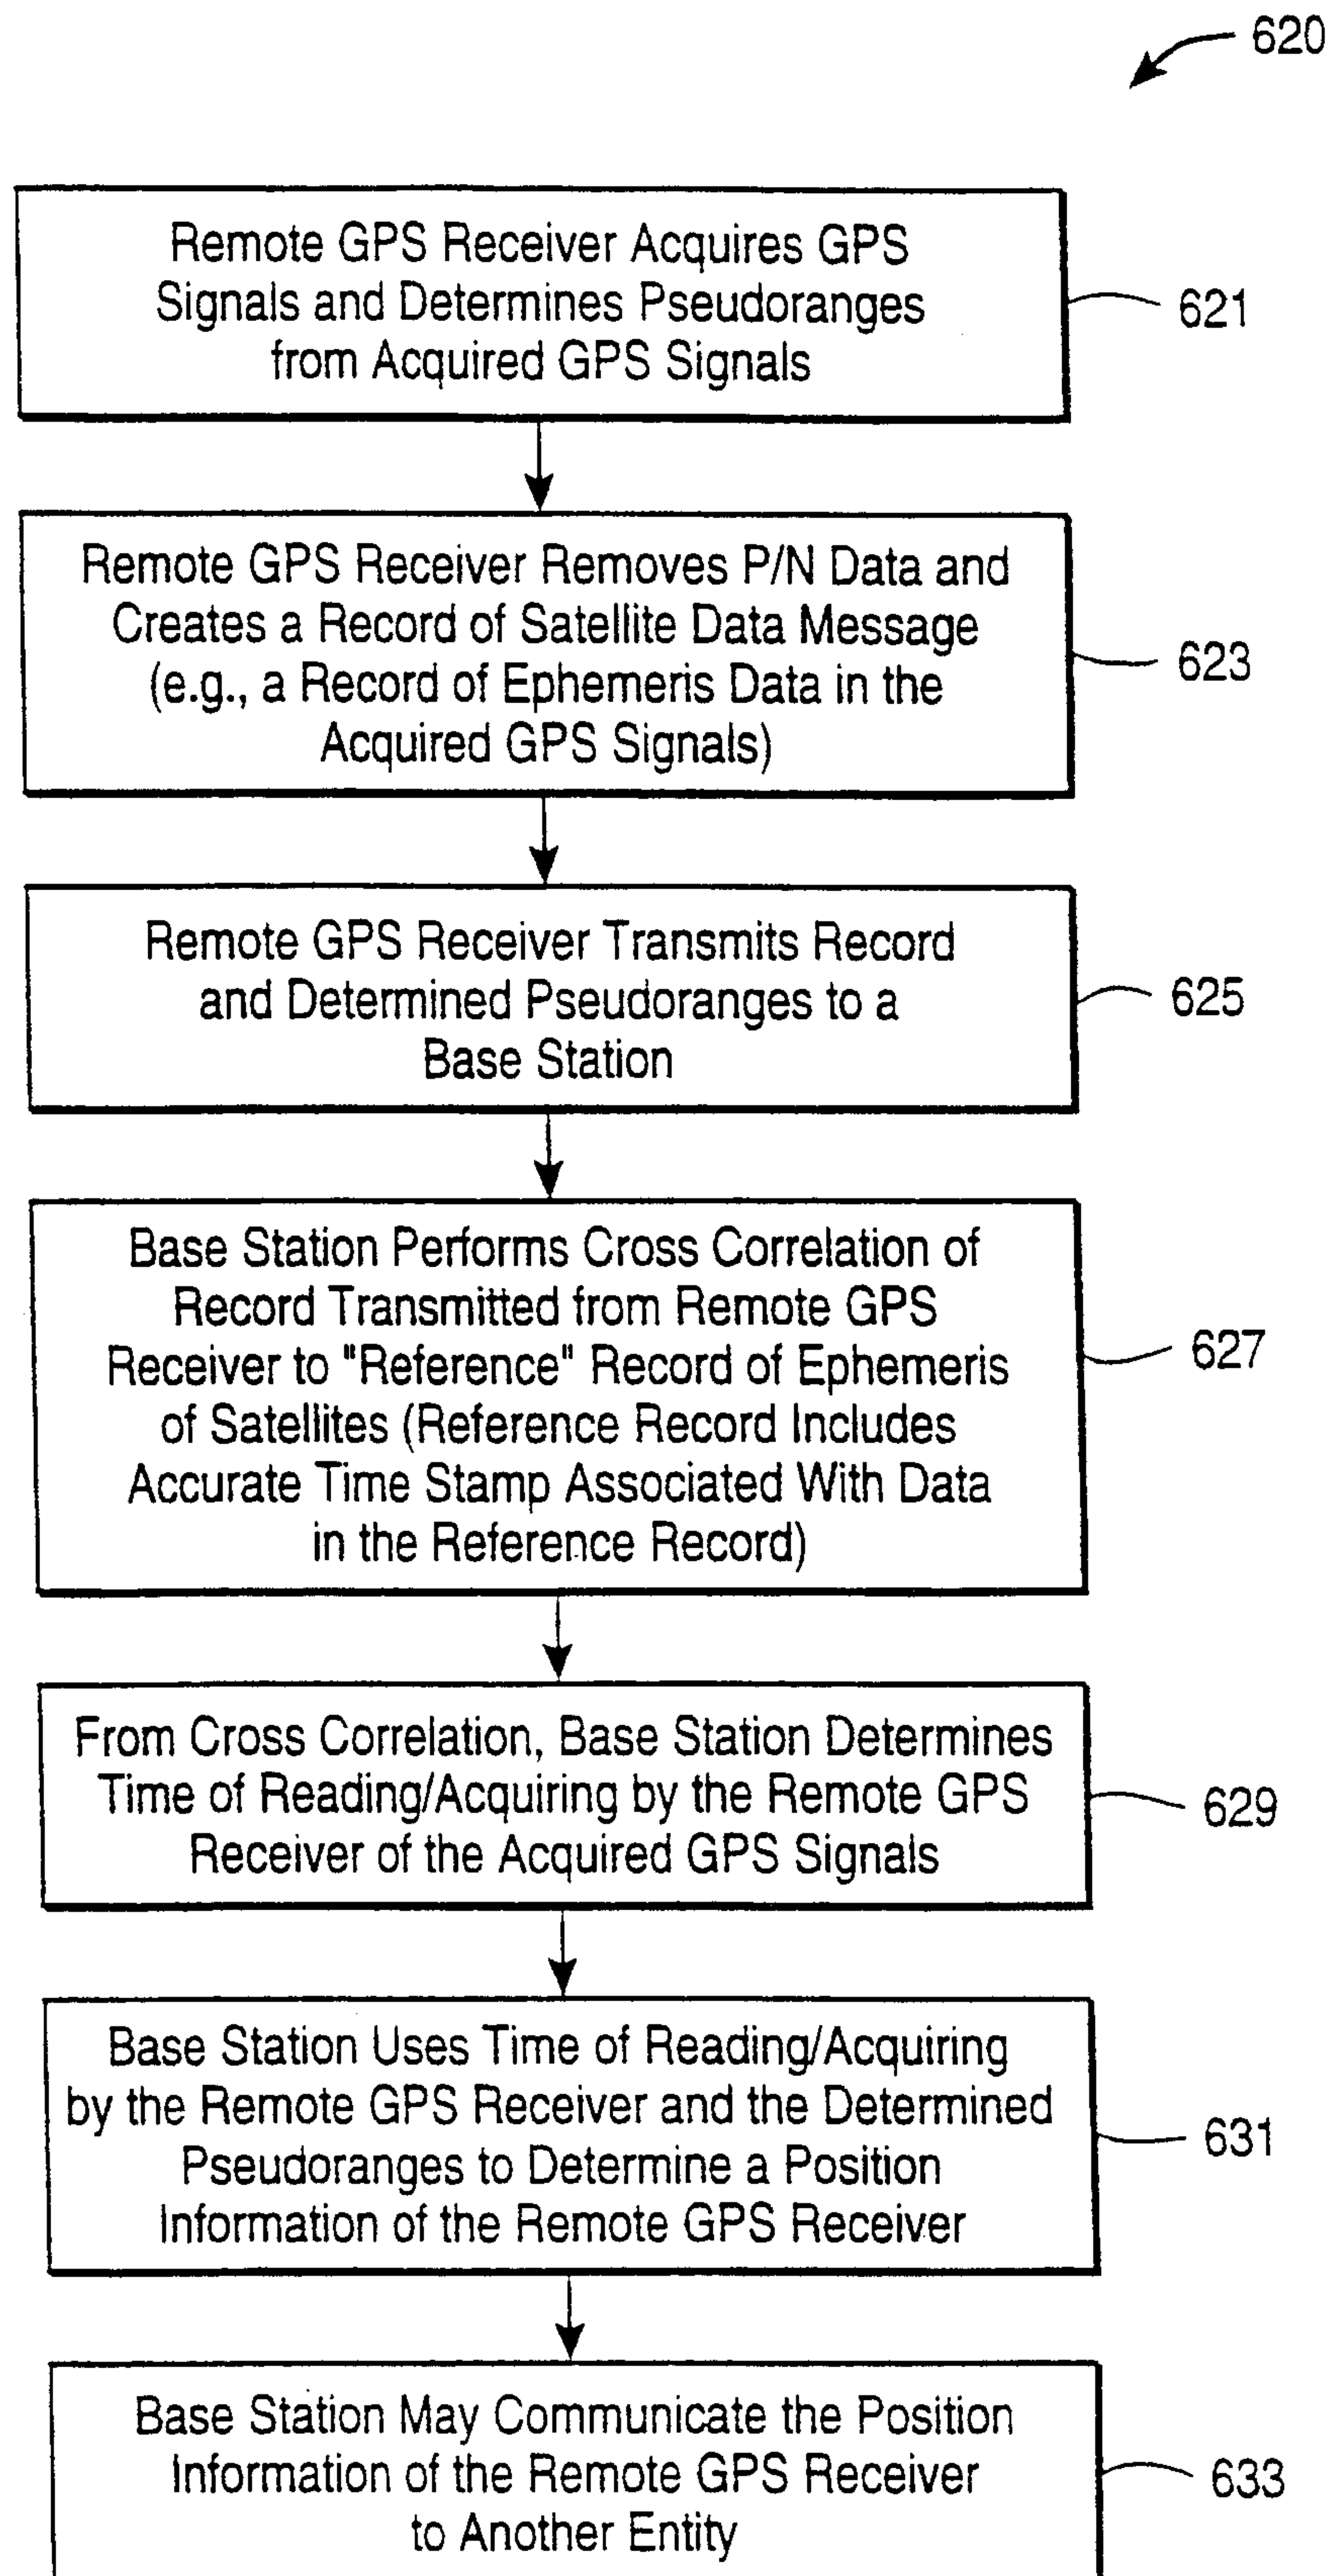 620
Remote GPS Receiver Acquires GPS
Signals and Determines Pseudoranges
from Acquired GPS Signals
621
Remote GPS Receiver Removes P/N Data and
Creates a Record of Satellite Data Message
(e.g., a Record of Ephemeris Data in the
Acquired GPS Signals)
623
Remote GPS Receiver Transmits Record
and Determined Pseudoranges to a
Base Station
625
Base Station Performs Cross Correlation of
Record Transmitted from Remote GPS
Receiver to "Reference" Record of Ephemeris
of Satellites (Reference Record Includes
Accurate Time Stamp Associated With Data
in the Reference Record)
627
From Cross Correlation, Base Station Determines
Time of Reading/Acquiring by the Remote GPS
Receiver of the Acquired GPS Signals
629
Base Station Uses Time of Reading/Acquiring
by the Remote GPS Receiver and the Determined
Pseudoranges to Determine a Position
Information of the Remote GPS Receiver
631
Base Station May Communicate the Position
Information of the Remote GPS Receiver
to Another Entity
633